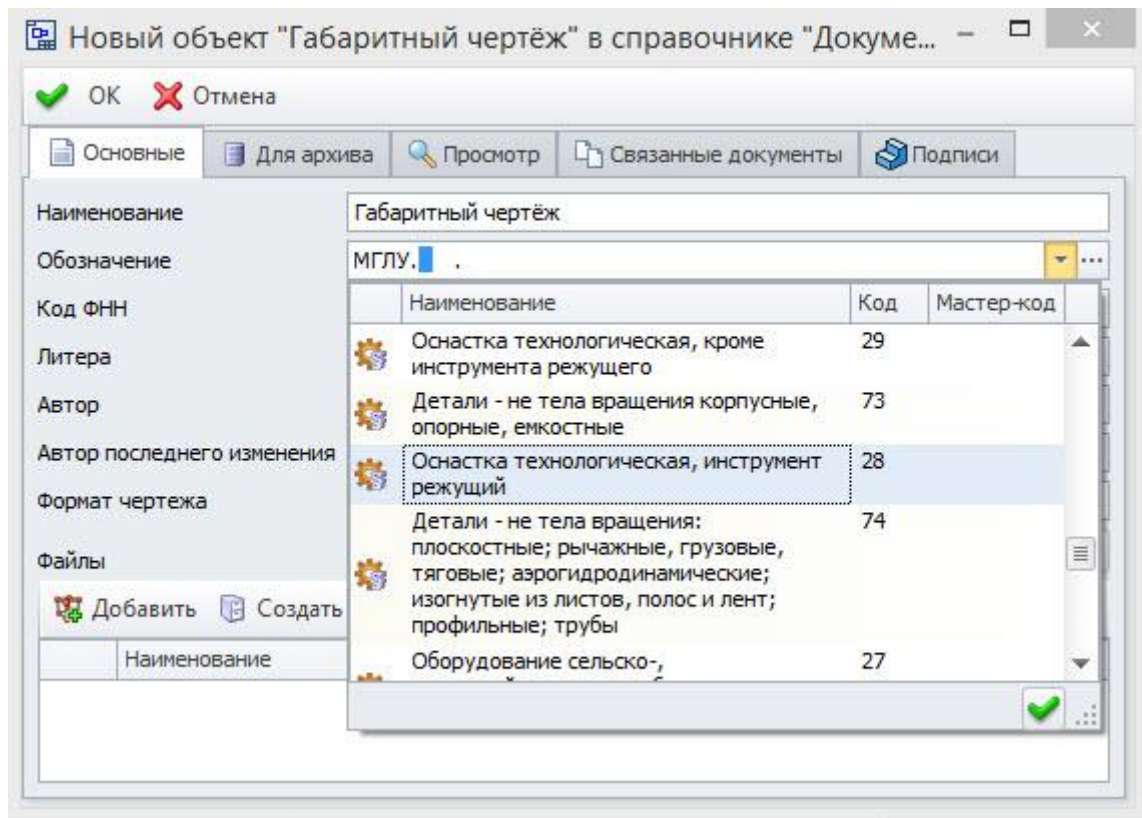 Новый объект "Габаритный чертёж" в справочнике "Докуме...
ОК Отмена
Основные Для архива Просмотр Связанные документы Подписи
Наименование Габаритный чертёж
Обозначение МГЛУ. .
Код ФНН
Литера
Автор
Автор последнего изменения
Формат чертежа
Файлы
Добавить Создать
Наименование
Наименование Код Мастер-код
Оснастка технологическая, кроме 29
инструмента режущего
Детали - не тела вращения корпусные, 73
опорные, емкостные
Оснастка технологическая, инструмент 28
режущий
Детали - не тела вращения: 74
плоскостные; рычажные, грузовые,
тяговые; аэрогидродинамические;
изогнутые из листов, полос и лент;
профильные; трубы
Оборудование сельско-, 27